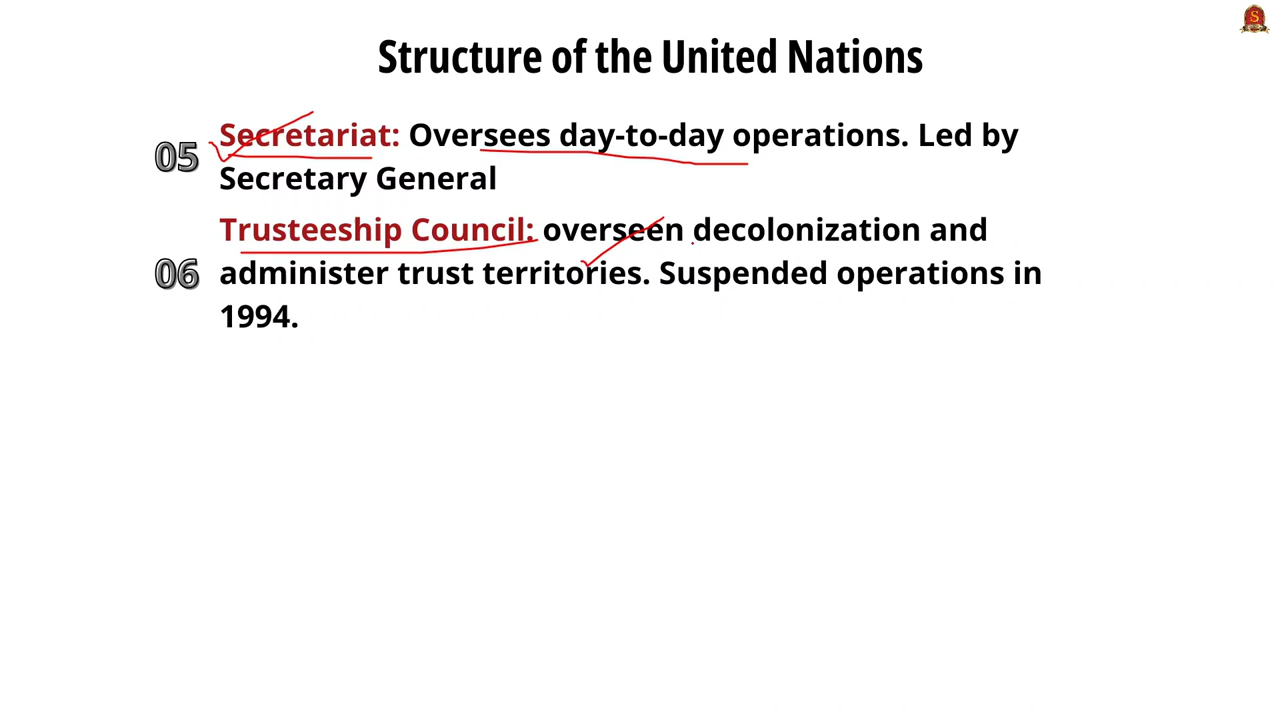 Structure of the United Nations
05
Secretariat: Oversees day-to-day operations. Led by
Secretary General
06
Trusteeship Council: overseen decolonization and
administer trust territories. Suspended operations in
1994.